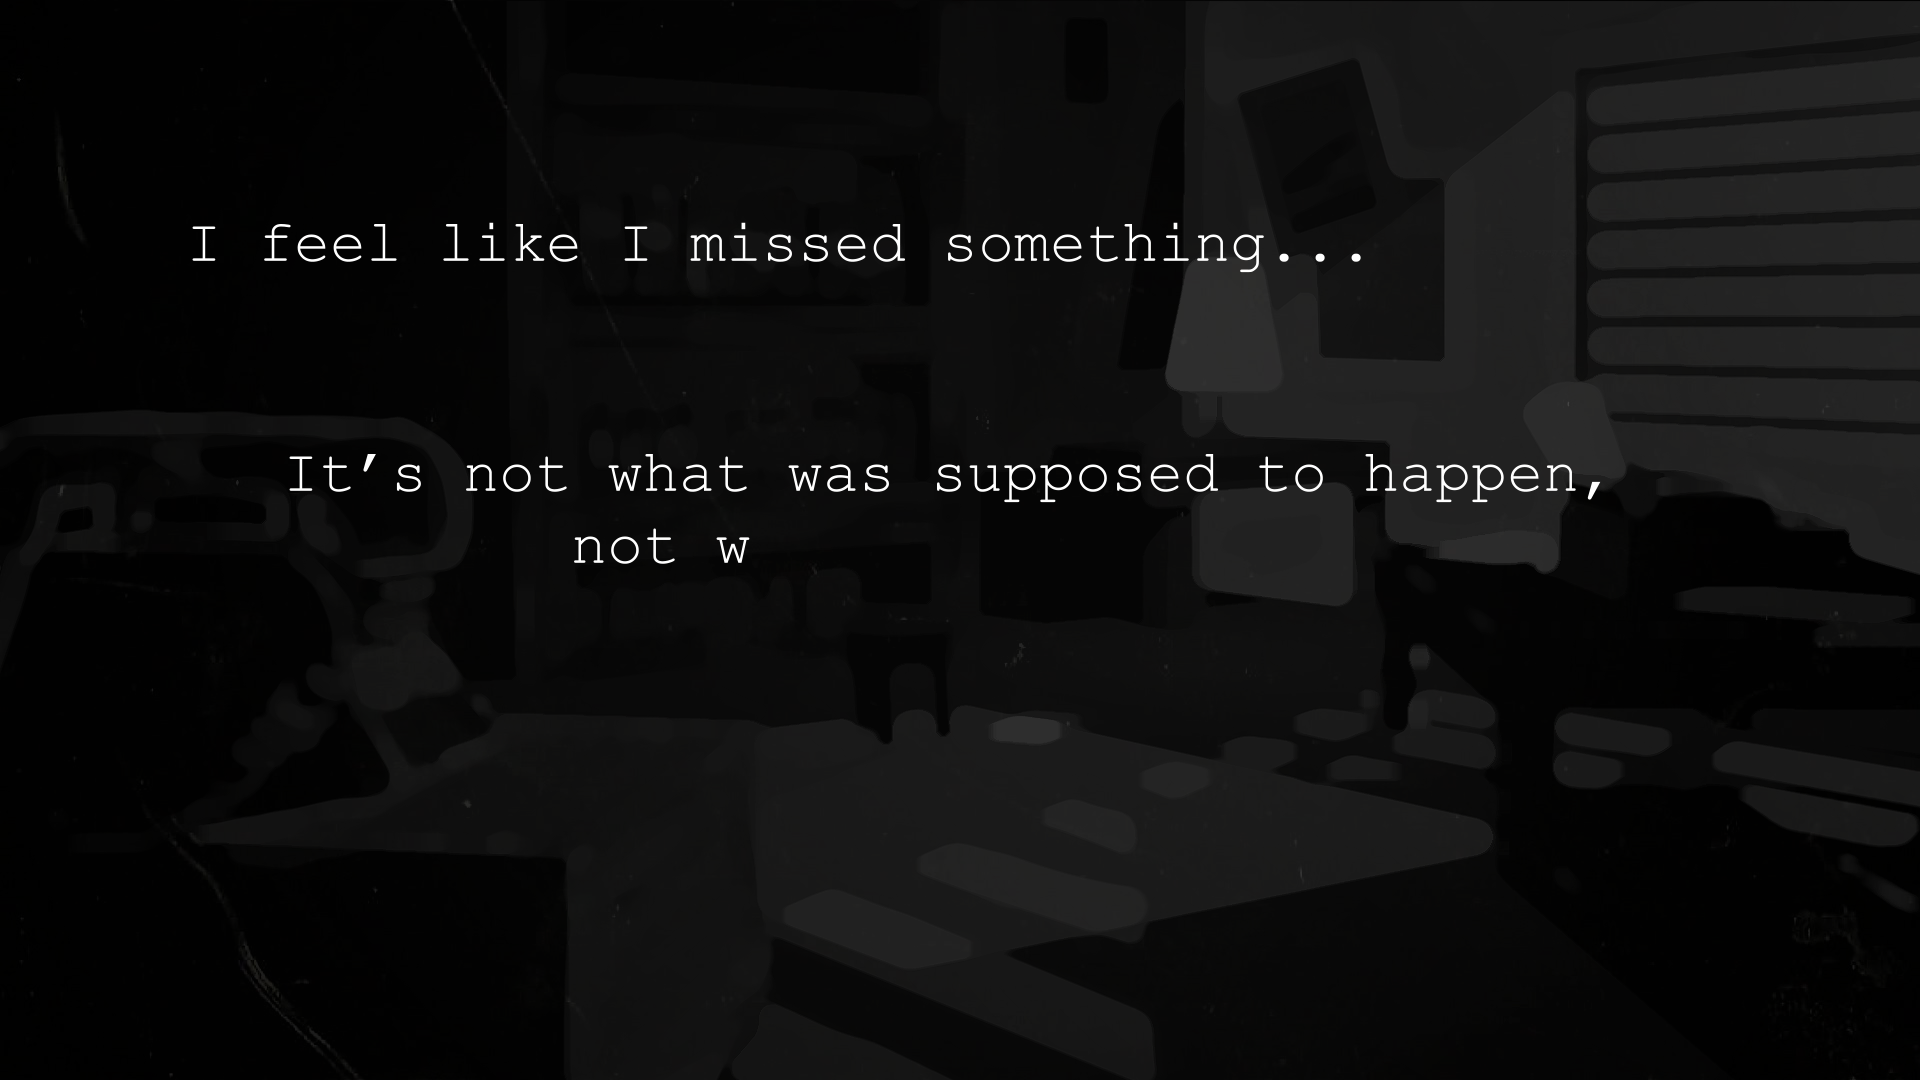 I feel like I missed something...
It’s not what was supposed to happen,
not w